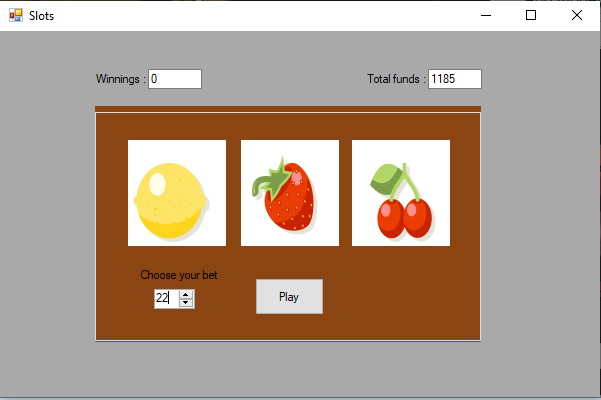 Slots
Winnings : 0 Total funds : 1185
Choose your bet
22 Play